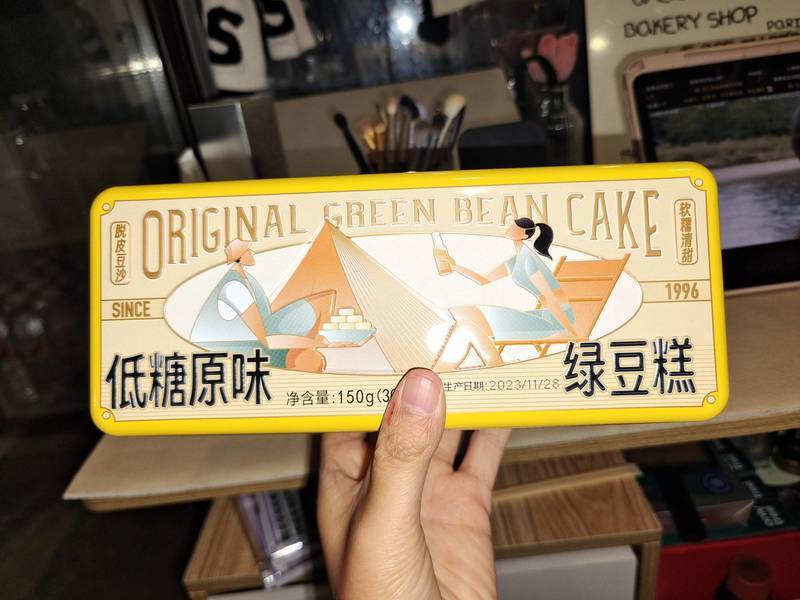 S
S
BAKERY SHOP
ORIGINAL GREEN BEAN CAKE
脱皮豆沙
软糯清甜
SINCE
1996
低糖原味
绿豆糕
净含量:150g(3
生产日期:2023/11/28